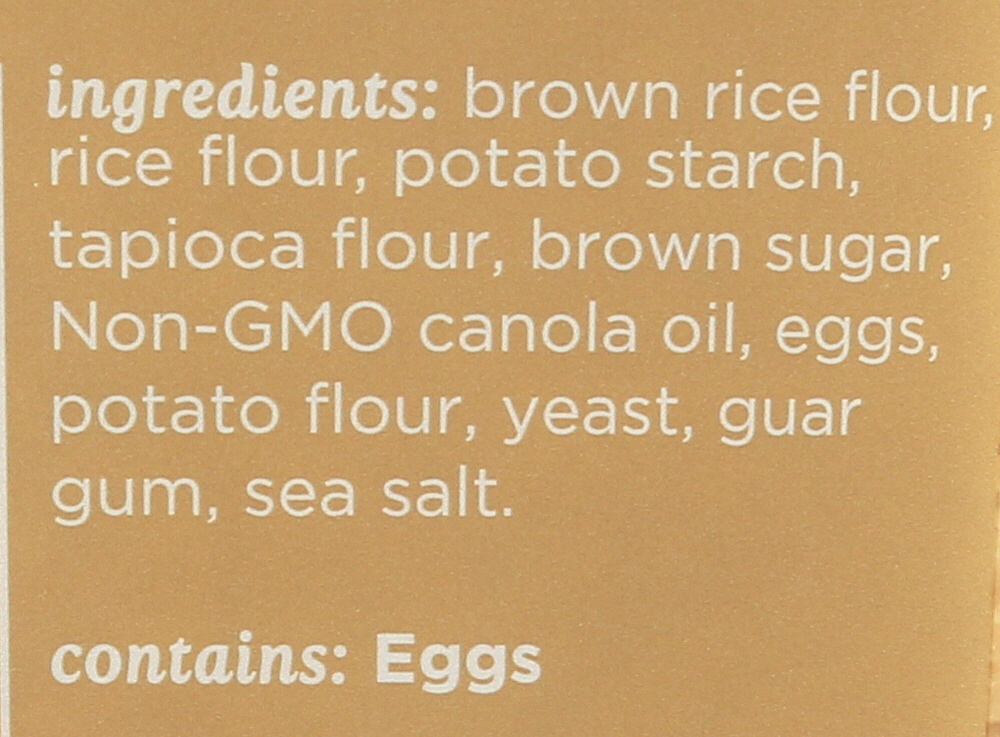 ingredients: brown rice flour,
rice flour, potato starch,
tapioca flour, brown sugar,
Non-GMO canola oil, eggs,
potato flour, yeast, guar
gum, sea salt.
contains: Eggs